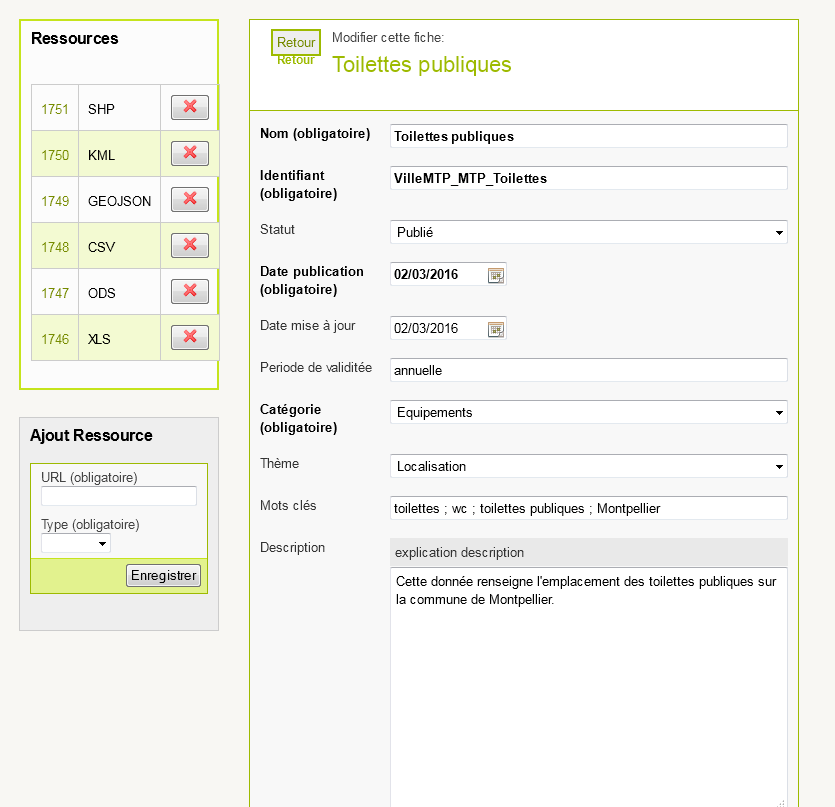 Ressources
1751 SHP
1750 KML
1749 GEOJSON
1748 CSV
1747 ODS
1746 XLS
Ajout Ressource
URL (obligatoire)
Type (obligatoire)
Enregistrer
Retour
Retour
Modifier cette fiche:
Toilettes publiques
Nom (obligatoire) Toilettes publiques
Identifiant
(obligatoire)
VilleMTP_MTP_Toilettes
Statut Publié
Date publication
(obligatoire)
02/03/2016
Date mise à jour 02/03/2016
Periode de validitée annuelle
Catégorie
(obligatoire)
Equipements
Thème Localisation
Mots clés toilettes ; wc ; toilettes publiques ; Montpellier
Description explication description
Cette donnée renseigne l'emplacement des toilettes publiques sur
la commune de Montpellier.